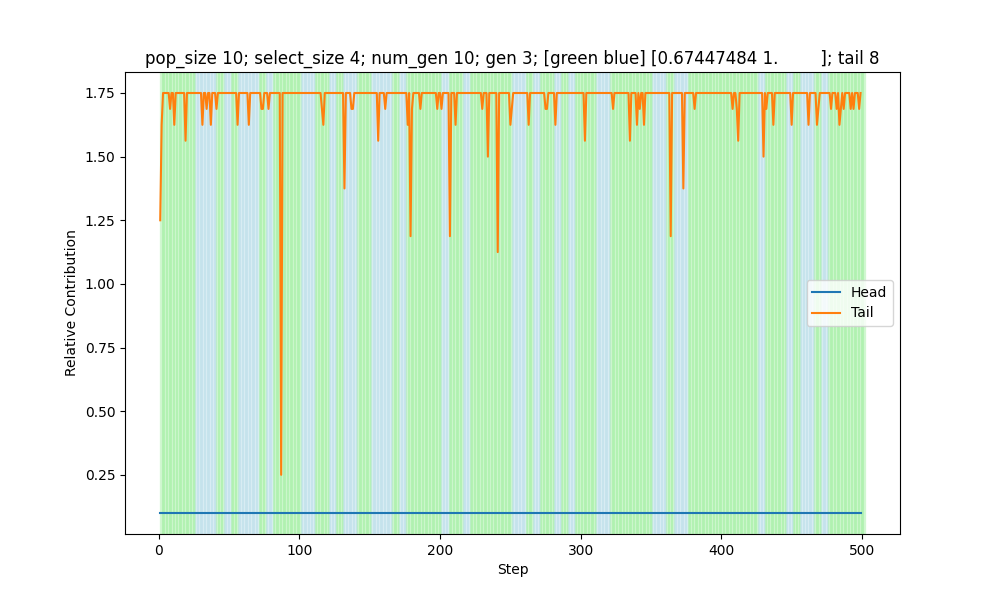 pop_size 10; select_size 4; num_gen 10; gen 3; [green blue] [0.67447484 1.         ]; tail 8
1.75
1.50
1.25
1.00
0.75
0.50
0.25
Relative Contribution
Head
Tail
0 100 200 300 400 500
Step